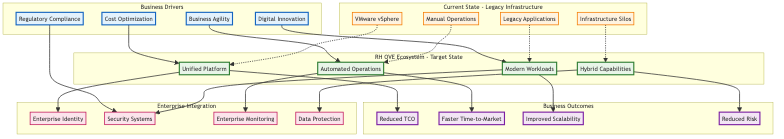 Business Drivers
Current State - Legacy Infrastructure
Regulatory Compliance
Cost Optimization
Business Agility
Digital Innovation
VMware vSphere
Manual Operations
Legacy Applications
Infrastructure Silos
RH OVE Ecosystem - Target State
Unified Platform
Automated Operations
Modern Workloads
Hybrid Capabilities
Enterprise Integration
Business Outcomes
Enterprise Identity
Security Systems
Enterprise Monitoring
Data Protection
Reduced TCO
Faster Time-to-Market
Improved Scalability
Reduced Risk